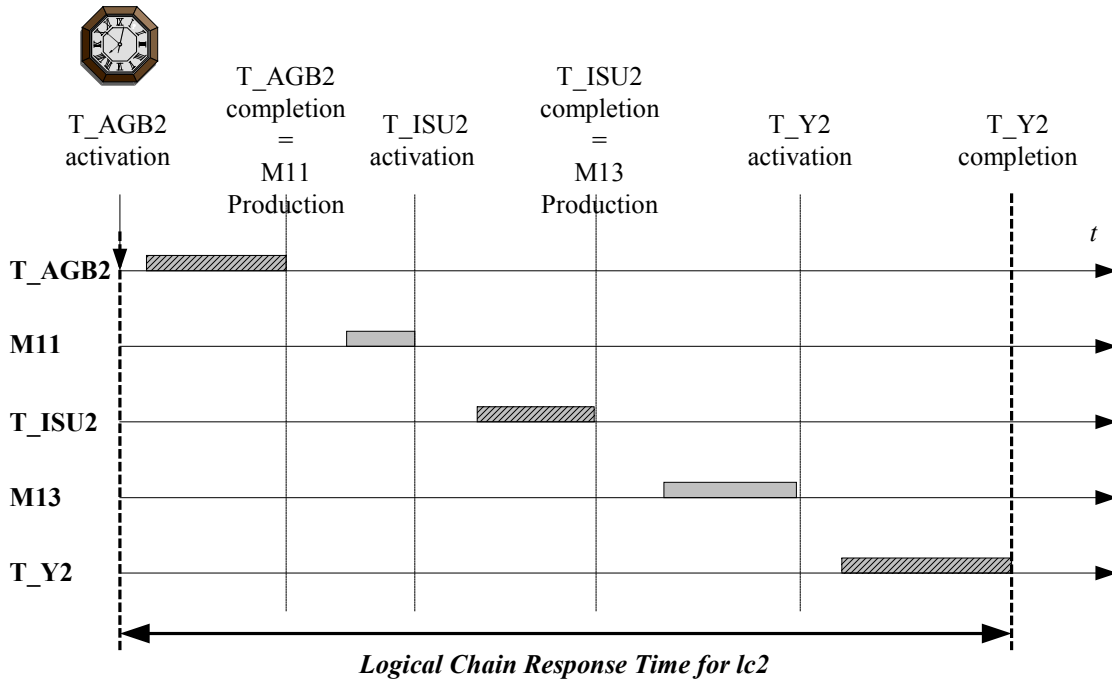 T_AGB2
activation
T_AGB2
completion
=
M11
Production
T_ISU2
activation
T_ISU2
completion
=
M13
Production
T_Y2
activation
T_Y2
completion
t
T_AGB2
M11
T_ISU2
M13
T_Y2
Logical Chain Response Time for lc2